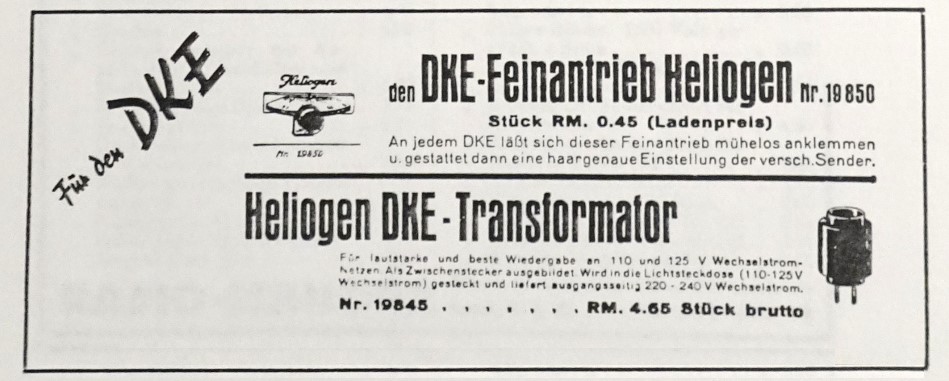 Für den DKE
Heliogen
Nr. 19850
den DKE-Feinantrieb Heliogen Nr. 19850
Stück RM. 0.45 (Ladenpreis)
An jedem DKE läßt sich dieser Feinantrieb mühelos anklemmen
u. gestattet dann eine haargenaue Einstellung der versch. Sender.
Heliogen DKE-Transformator
Für lautstarke und beste Wiedergabe an 110 und 125 V Wechselstrom-
Netzen. Als Zwischenstecker ausgebildet. Wird in die Lichtsteckdose (110-125V
Wechselstrom) gesteckt und liefert ausgangsseitig 220 - 240 V Wechselstrom.
Nr. 19845 . . . . . . . RM. 4.65 Stück brutto